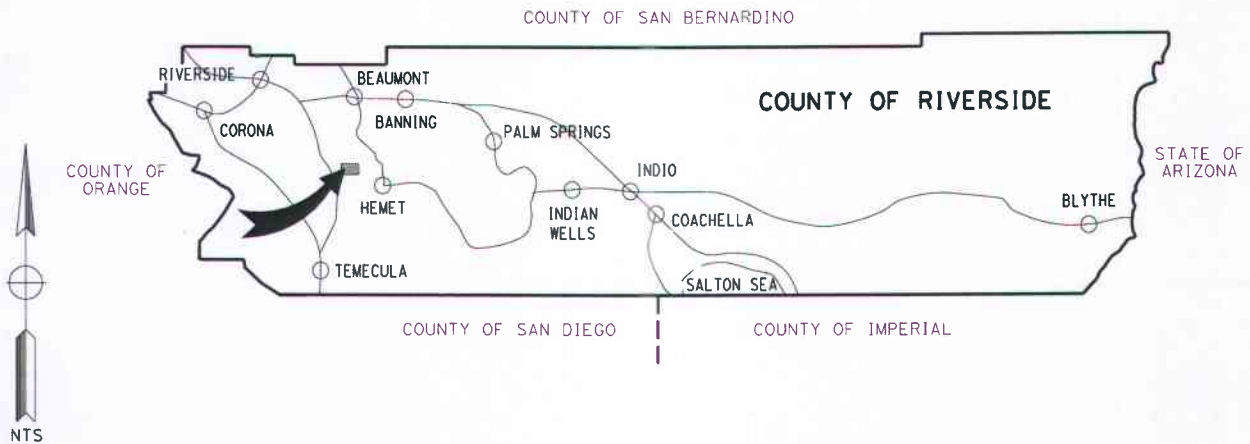 COUNTY OF SAN BERNARDINO
RIVERSIDE
BEAUMONT
COUNTY OF RIVERSIDE
CORONA
BANNING
PALM SPRINGS
COUNTY OF
ORANGE
STATE OF
ARIZONA
INDIO
HEMET
INDIAN
WELLS
COACHELLA
BLYTHE
TEMECULA
SALTON SEA
COUNTY OF SAN DIEGO
COUNTY OF IMPERIAL
NTS